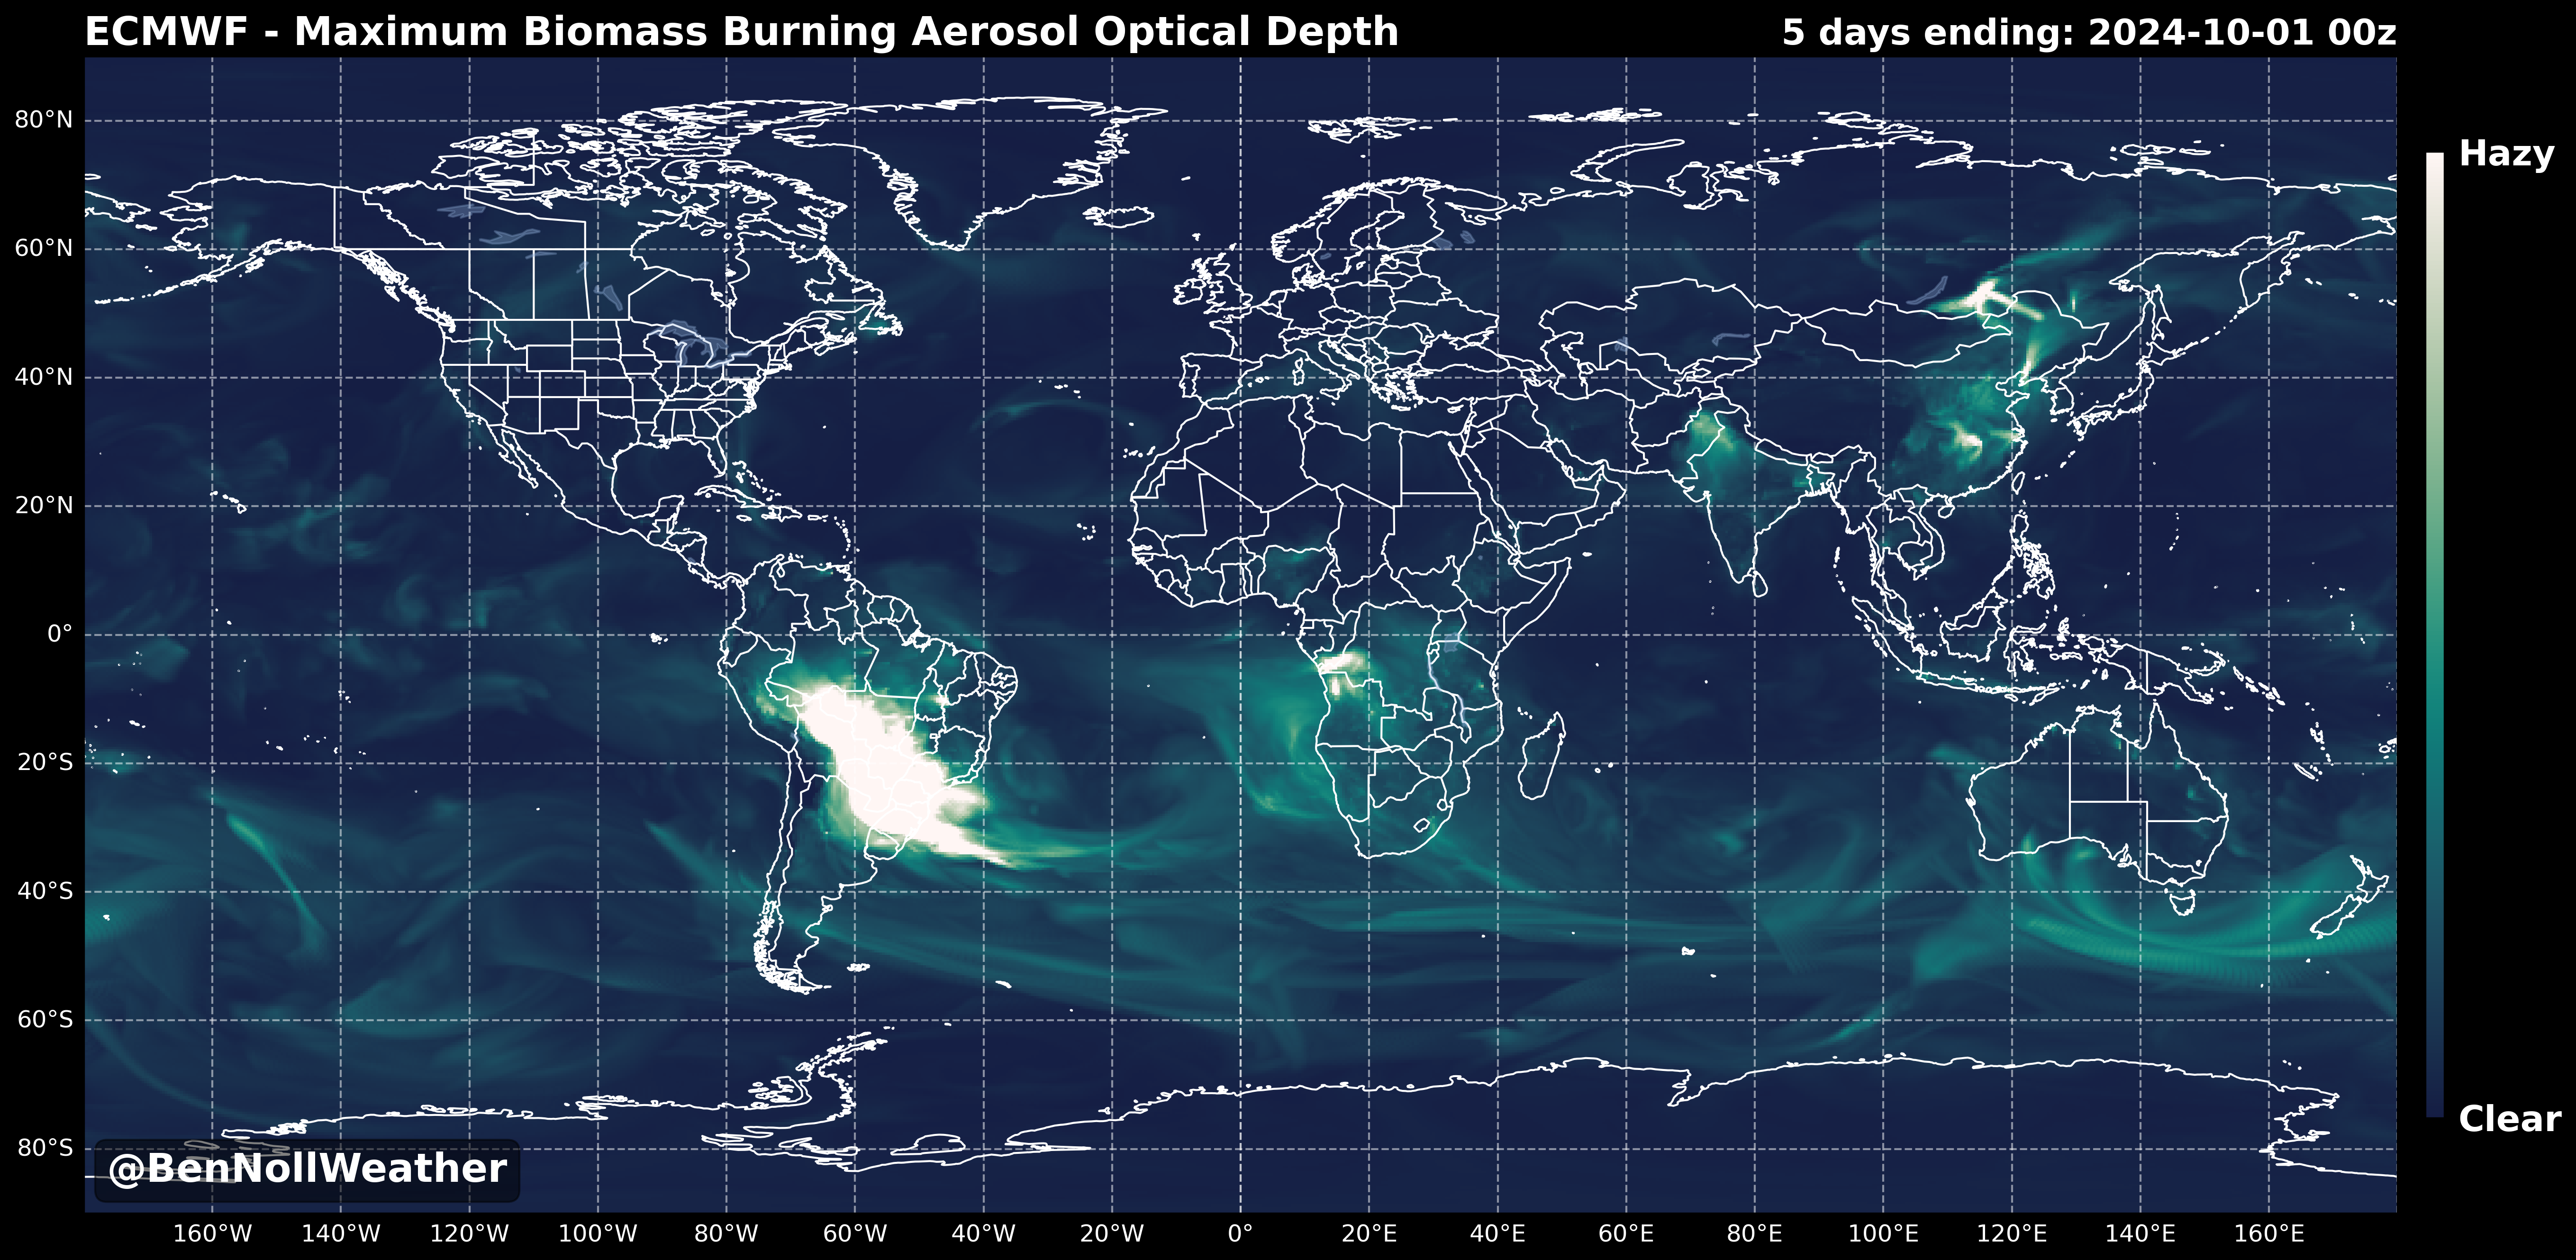 ECMWF - Maximum Biomass Burning Aerosol Optical Depth
5 days ending: 2024-10-01 00z
80°N
60°N
40°N
20°N
0°
20°S
40°S
60°S
80°S
Hazy
Clear
@BenNollWeather
160°W 140°W 120°W 100°W 80°W 60°W 40°W 20°W 0° 20°E 40°E 60°E 80°E 100°E 120°E 140°E 160°E